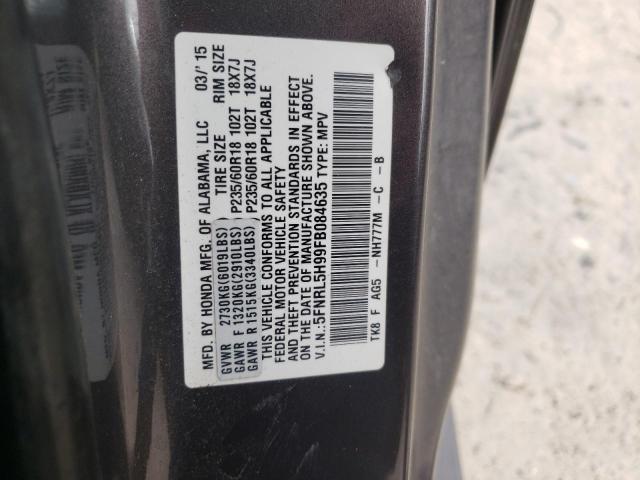 MFD. BY HONDA MFG. OF ALABAMA, LLC 03/'15
TIRE SIZE RIM SIZE
GVWR 2730KG(6019LBS)
GAWR F 1320KG(2910LBS) P235/60DR18 102T 18X7J
GAWR R 1515KG(3340LBS) P235/60DR18 102T 18X7J
THIS VEHICLE CONFORMS TO ALL APPLICABLE
FEDERAL MOTOR VEHICLE SAFETY
AND THEFT PREVENTION STANDARDS IN EFFECT
ON THE DATE OF MANUFACTURE SHOWN ABOVE.
V.I.N.:5FNRL5H99FB084635 TYPE: MPV
TK8 F AG5 -NH777M -C -B